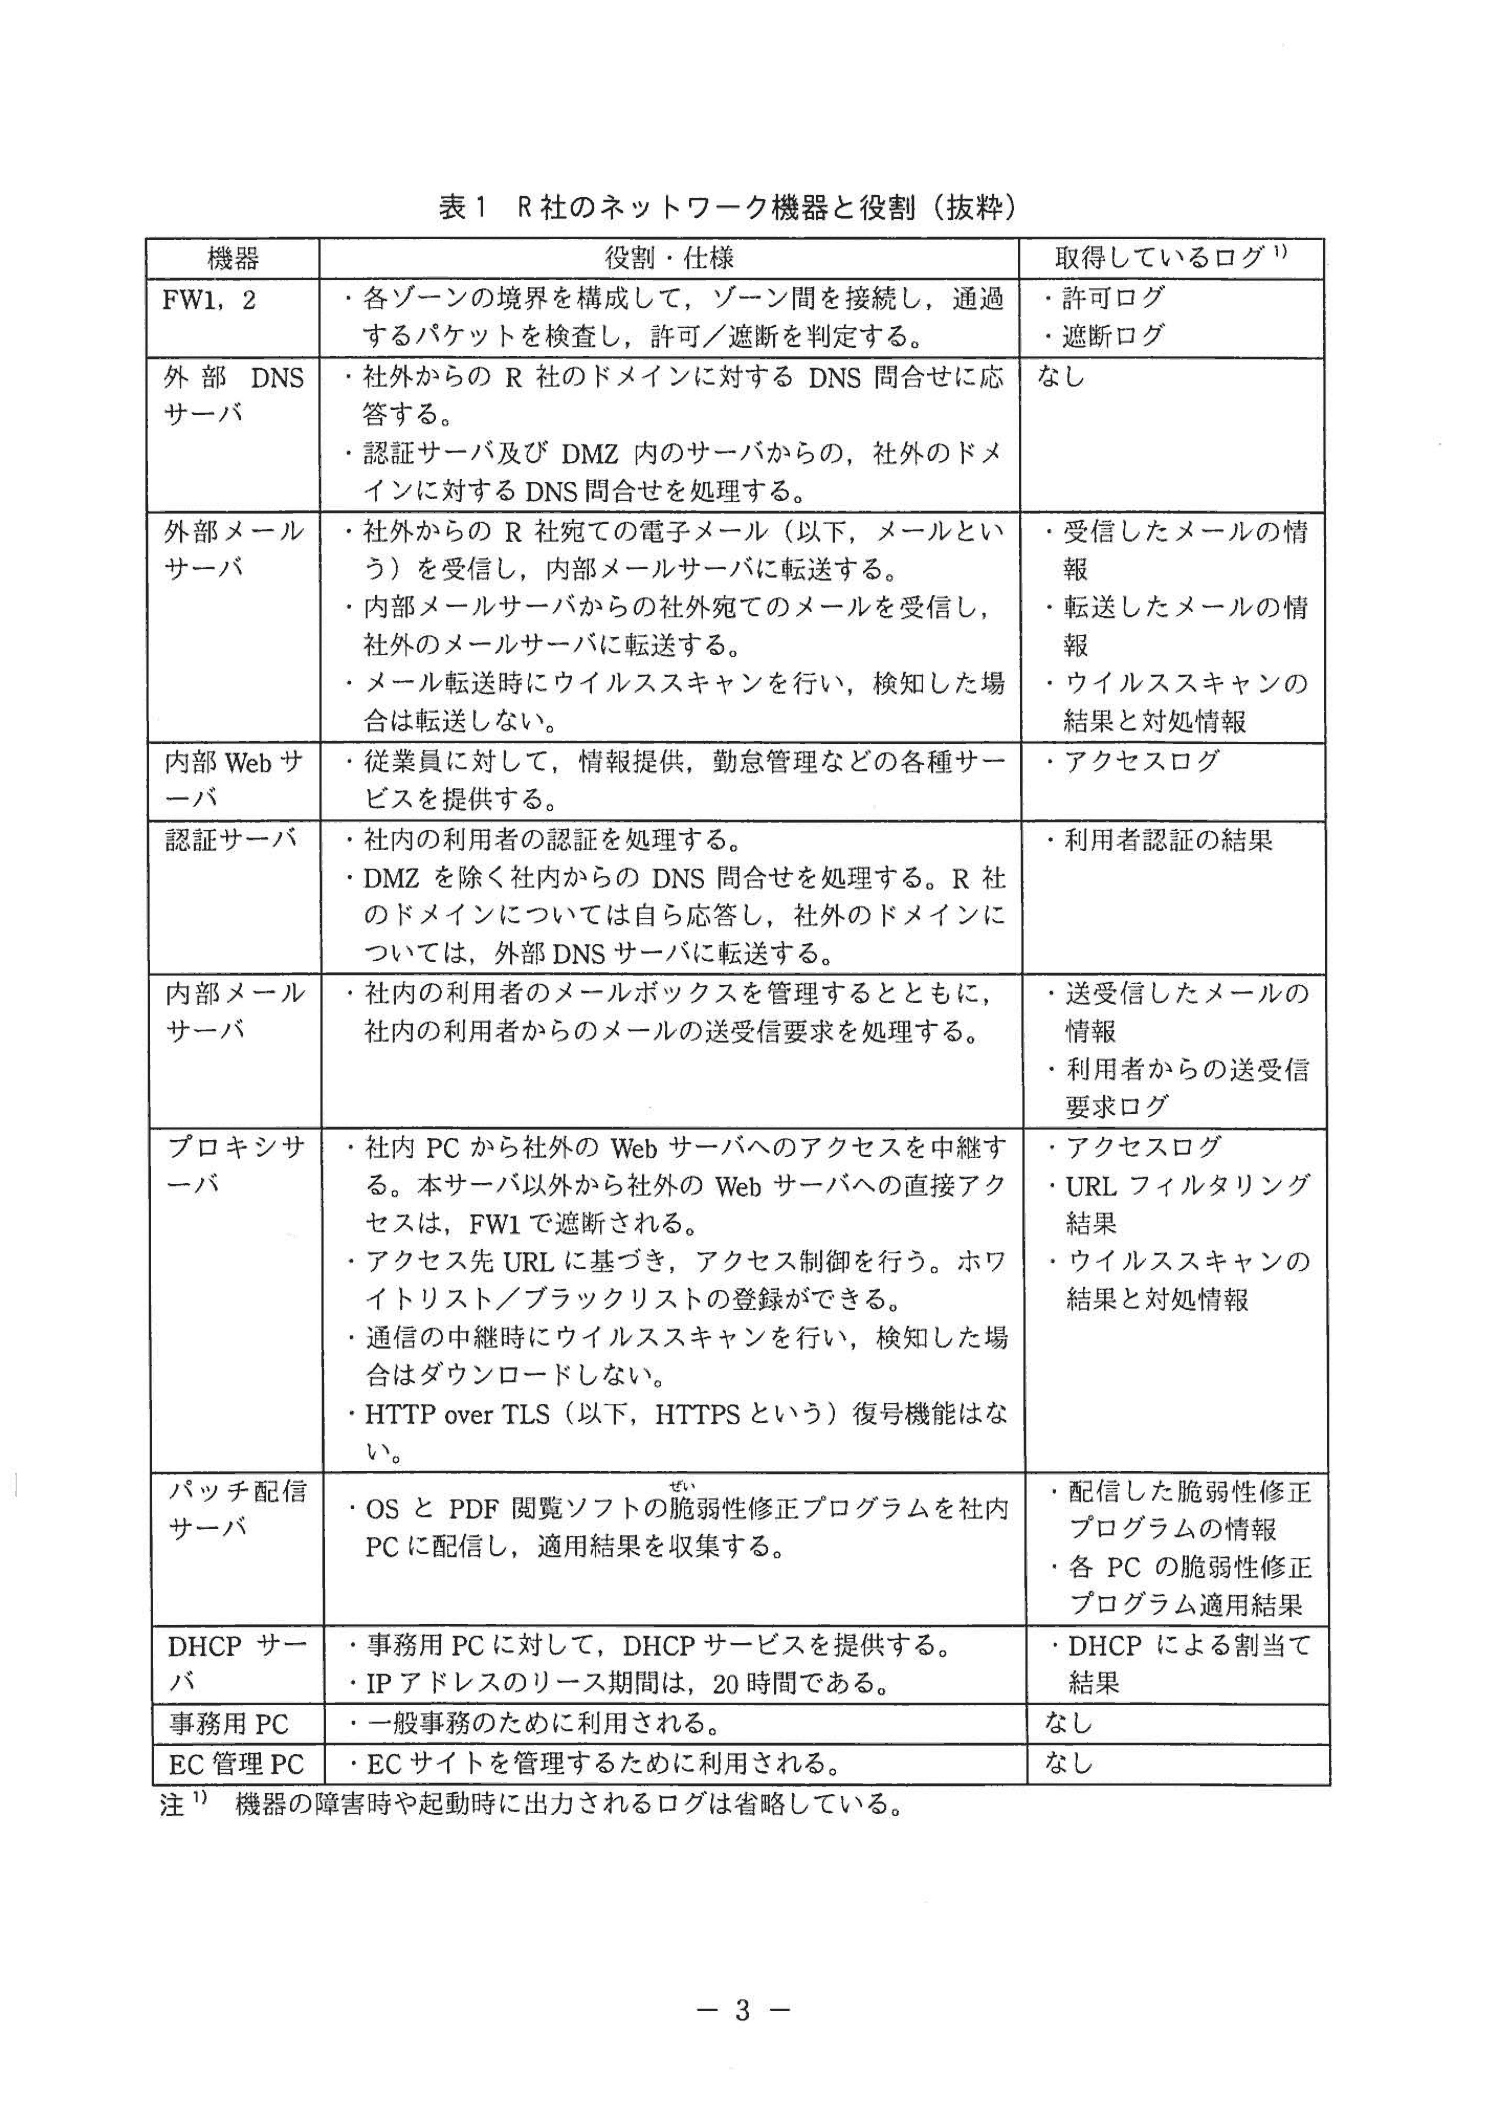 表1　R社のネットワーク機器と役割（抜粋）
機器　役割・仕様　取得しているログ 1)
FW1，2
・各ゾーンの境界を構成して，ゾーン間を接続し，通過
するパケットを検査し，許可／遮断を判定する。
・許可ログ
・遮断ログ
外部 DNS
サーバ
・社外からの R 社のドメインに対する DNS 問合せに応
答する。
・認証サーバ及び DMZ 内のサーバからの，社外のドメ
インに対する DNS 問合せを処理する。
なし
外部メール
サーバ
・社外からの R 社宛ての電子メール（以下，メールとい
う）を受信し，内部メールサーバに転送する。
・内部メールサーバからの社外宛てのメールを受信し，
社外のメールサーバに転送する。
・メール転送時にウイルススキャンを行い，検知した場
合は転送しない。
・受信したメールの情
報
・転送したメールの情
報
・ウイルススキャンの
結果と対処情報
内部 Web サ
ーバ
・従業員に対して，情報提供，勤怠管理などの各種サー
ビスを提供する。
・アクセスログ
認証サーバ
・社内の利用者の認証を処理する。
・DMZ を除く社内からの DNS 問合せを処理する。R 社
のドメインについては自ら応答し，社外のドメインに
ついては，外部 DNS サーバに転送する。
・利用者認証の結果
内部メール
サーバ
・社内の利用者のメールボックスを管理するとともに，
社内の利用者からのメールの送受信要求を処理する。
・送受信したメールの
情報
・利用者からの送受信
要求ログ
プロキシサ
ーバ
・社内 PC から社外の Web サーバへのアクセスを中継す
る。本サーバ以外から社外の Web サーバへの直接アク
セスは，FW1 で遮断される。
・アクセス先 URL に基づき，アクセス制御を行う。ホワ
イトリスト／ブラックリストの登録ができる。
・通信の中継時にウイルススキャンを行い，検知した場
合はダウンロードしない。
・HTTP over TLS（以下，HTTPS という）復号機能はな
い。
・アクセスログ
・URL フィルタリング
結果
・ウイルススキャンの
結果と対処情報
パッチ配信
サーバ
ぜい
・OS と PDF 閲覧ソフトの脆弱性修正プログラムを社内
PC に配信し，適用結果を収集する。
・配信した脆弱性修正
プログラムの情報
・各 PC の脆弱性修正
プログラム適用結果
DHCP サー
バ
・事務用 PC に対して，DHCP サービスを提供する。
・IP アドレスのリース期間は，20 時間である。
・DHCP による割当て
結果
事務用 PC
・一般事務のために利用される。
なし
EC 管理 PC
・EC サイトを管理するために利用される。
なし
注 1)　機器の障害時や起動時に出力されるログは省略している。
－ 3 －